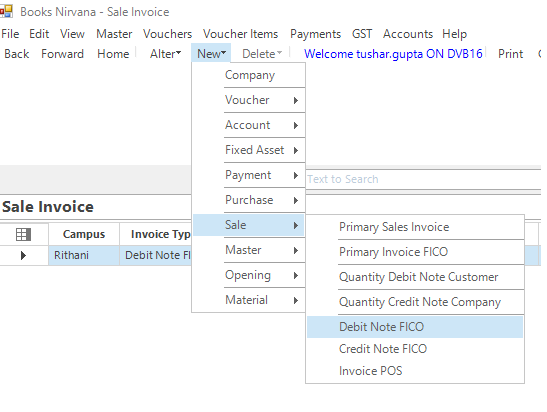 Books Nirvana - Sale Invoice
File Edit View Master Vouchers Voucher Items Payments GST Accounts Help
Back Forward Home Alter New Delete Welcome tushar.gupta ON DVB16 Print Co
Company
Voucher
Account
Fixed Asset
Payment
Text to Search
Purchase
Sale Invoice
Sale
Primary Sales Invoice
Campus Invoice Typ
Master
Primary Invoice FICO
Rithani Debit Note FI
Opening
Quantity Debit Note Customer
Material
Quantity Credit Note Company
Debit Note FICO
Credit Note FICO
Invoice POS